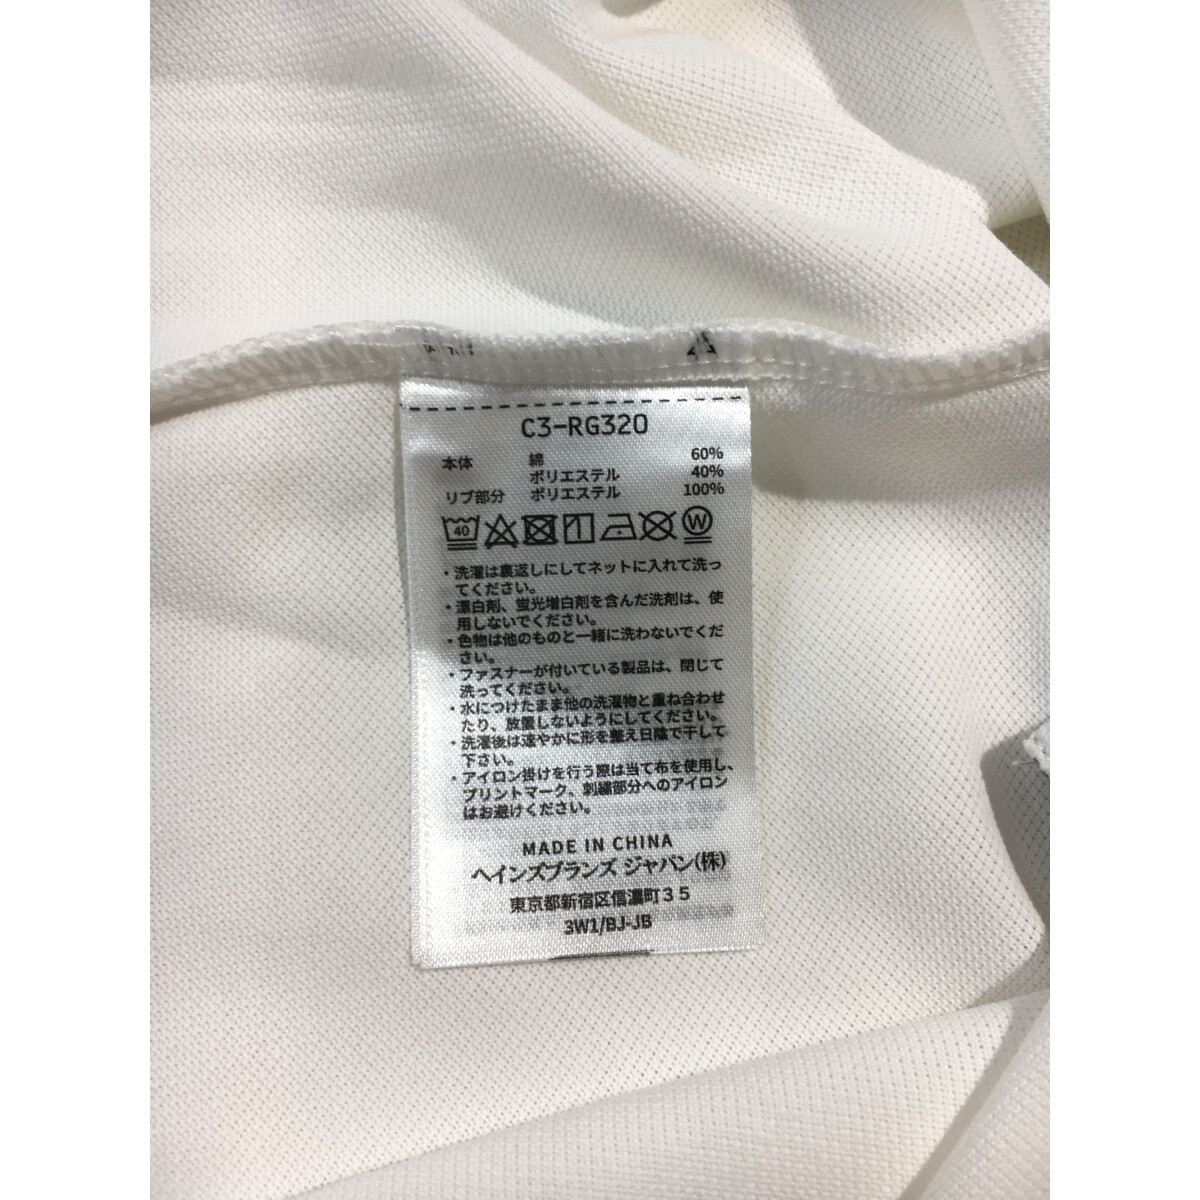 C3-RG320
本体 綿 60%
ポリエステル 40%
リブ部分 ポリエステル 100%
40 W
・洗濯は裏返しにしてネットに入れて洗っ
てください。
・漂白剤、蛍光増白剤を含んだ洗剤は、使
用しないでください。
・色物は他のものと一緒に洗わないでくだ
さい。
・ファスナーが付いている製品は、閉じて
洗ってください。
・水につけたまま他の洗濯物と重ね合わせ
たり、放置しないようにしてください。
・洗濯後は速やかに形を整え日陰で干して
下さい。
・アイロン掛けを行う際は当て布を使用し、
プリントマーク、刺繍部分へのアイロン
はお避けください。
MADE IN CHINA
ヘインズブランズ ジャパン(株)
東京都新宿区信濃町35
3W1/BJ-JB